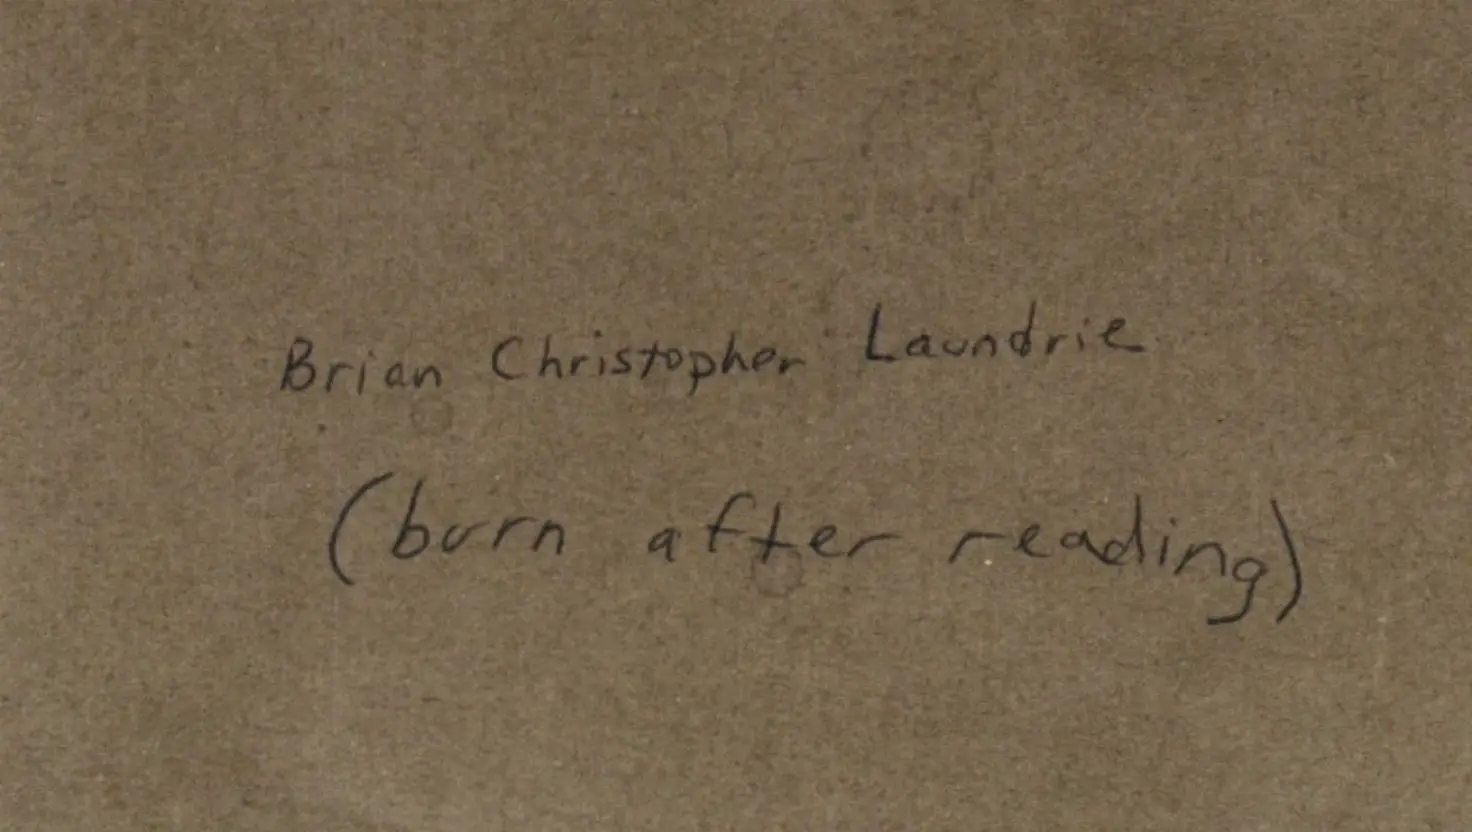 Brian Christopher Laundrie
(burn after reading)